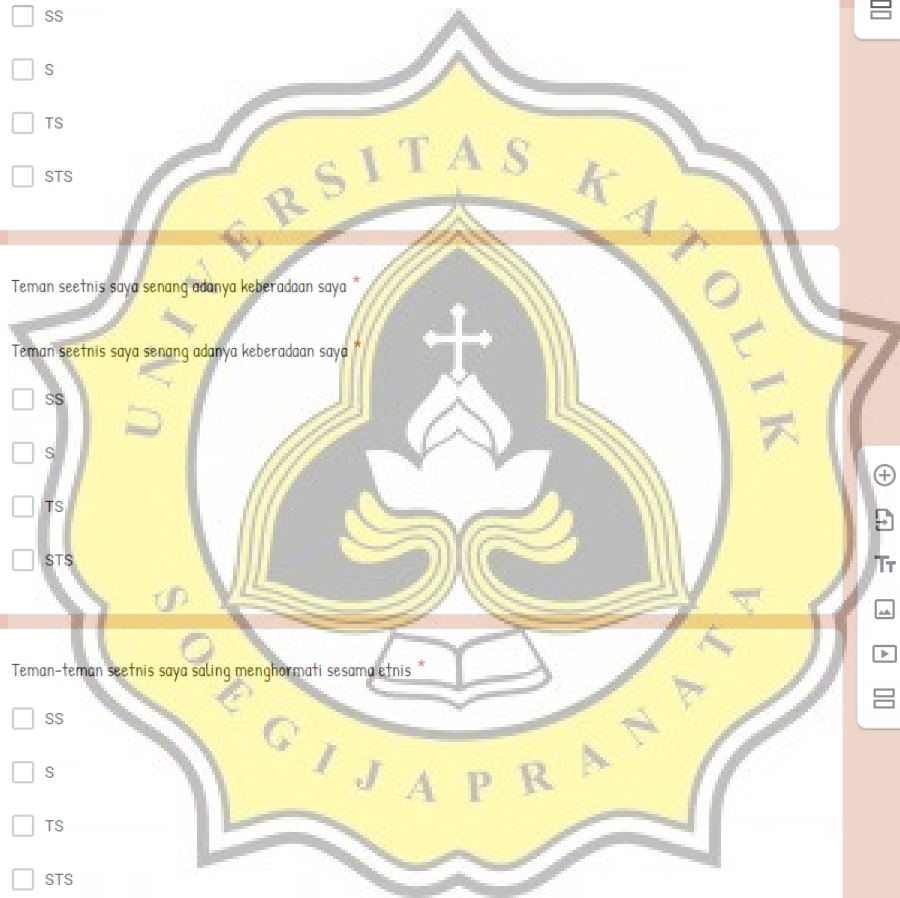 SS
S
TS
STS
Teman seetnis saya senang adanya keberadaan saya *
Teman seetnis saya senang adanya keberadaan saya *
SS
S
TS
STS
Teman-teman seetnis saya saling menghormati sesama etnis *
SS
S
TS
STS
UNIVERSITAS KATOLIK
SOEGIJAPRANATA
Tт